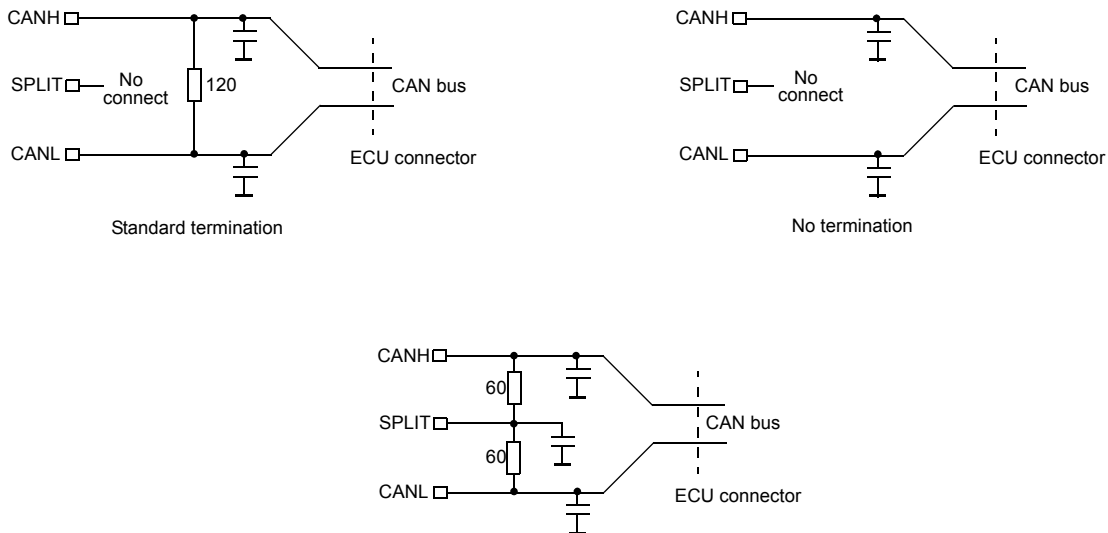 CANH
SPLIT
No
connect
120
CANL
CAN bus
ECU connector
Standard termination
CANH
SPLIT
No
connect
CANL
CAN bus
ECU connector
No termination
CANH
60
SPLIT
60
CANL
CAN bus
ECU connector